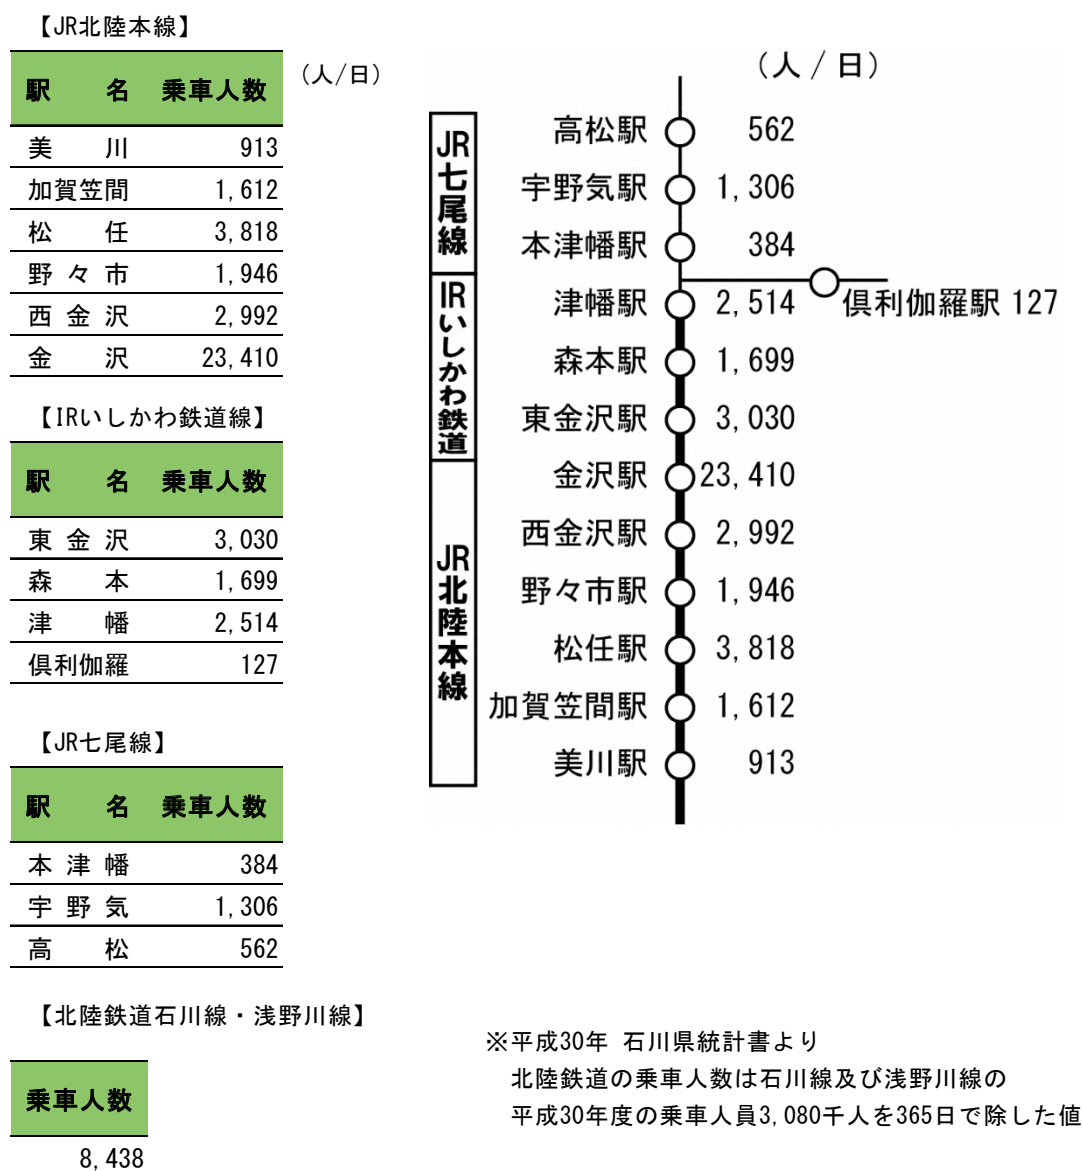 【JR北陸本線】
駅 名 乗車人数
(人/日)
美 川 913
加賀笠間 1,612
松 任 3,818
野 々 市 1,946
西 金 沢 2,992
金 沢 23,410
【IRいしかわ鉄道線】
駅 名 乗車人数
東 金 沢 3,030
森 本 1,699
津 幡 2,514
倶利伽羅 127
【JR七尾線】
駅 名 乗車人数
本 津 幡 384
宇 野 気 1,306
高 松 562
【北陸鉄道石川線・浅野川線】
乗車人数
8,438
(人/日)
JR七尾線
高松駅 562
宇野気駅 1,306
本津幡駅 384
IRいしかわ鉄道
津幡駅 2,514 倶利伽羅駅 127
森本駅 1,699
東金沢駅 3,030
JR北陸本線
金沢駅 23,410
西金沢駅 2,992
野々市駅 1,946
松任駅 3,818
加賀笠間駅 1,612
美川駅 913
※平成30年 石川県統計書より
北陸鉄道の乗車人数は石川線及び浅野川線の
平成30年度の乗車人員3,080千人を365日で除した値